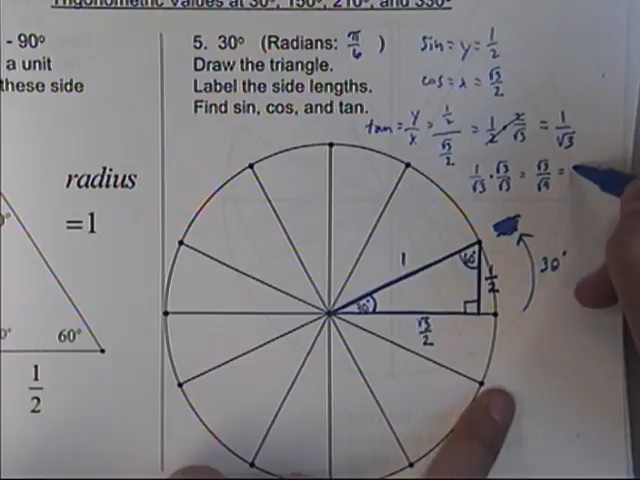 Trigonometric Values at 30°, 150°, 210°, and 330°
- 90°
a unit
these side
radius
=1
60°
1/2
5. 30° (Radians: π/6 )
Draw the triangle.
Label the side lengths.
Find sin, cos, and tan.
sin = y = 1/2
cos = x = √3/2
tan = y/x = (1/2)/(√3/2) = 1/2 · 2/√3 = 1/√3
1/√3 · √3/√3 = √3/√9 =
1
60°
1/2
30°
30°
√3/2